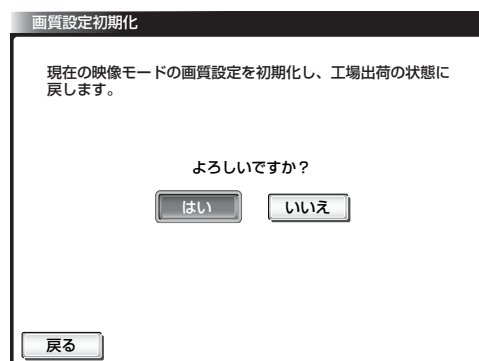 画質設定初期化
現在の映像モードの画質設定を初期化し、工場出荷の状態に
戻します。
よろしいですか？
はい いいえ
戻る